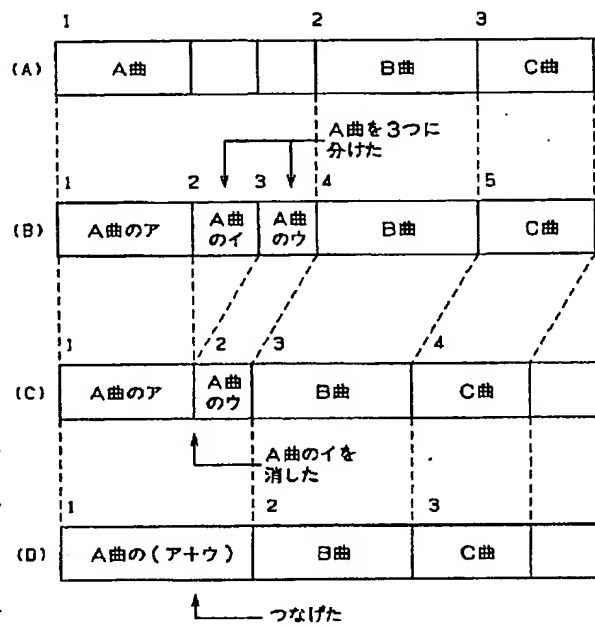 1 2 3
(A) A曲 B曲 C曲
A曲を3つに
分けた
1 2 3 4 5
(B) A曲のア A曲 A曲 B曲 C曲
のイ のウ
1 2 3 4
(C) A曲のア A曲 B曲 C曲
のウ
A曲のイを
消した
1 2 3
(D) A曲の(ア+ウ) B曲 C曲
つなげた